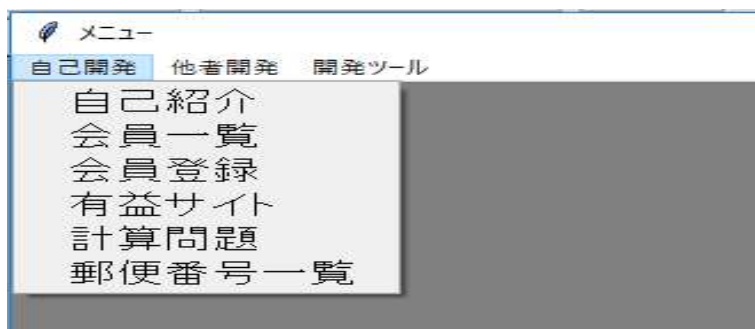 メニュー
自己開発 他者開発 開発ツール
自己紹介
会員一覧
会員登録
有益サイト
計算問題
郵便番号一覧